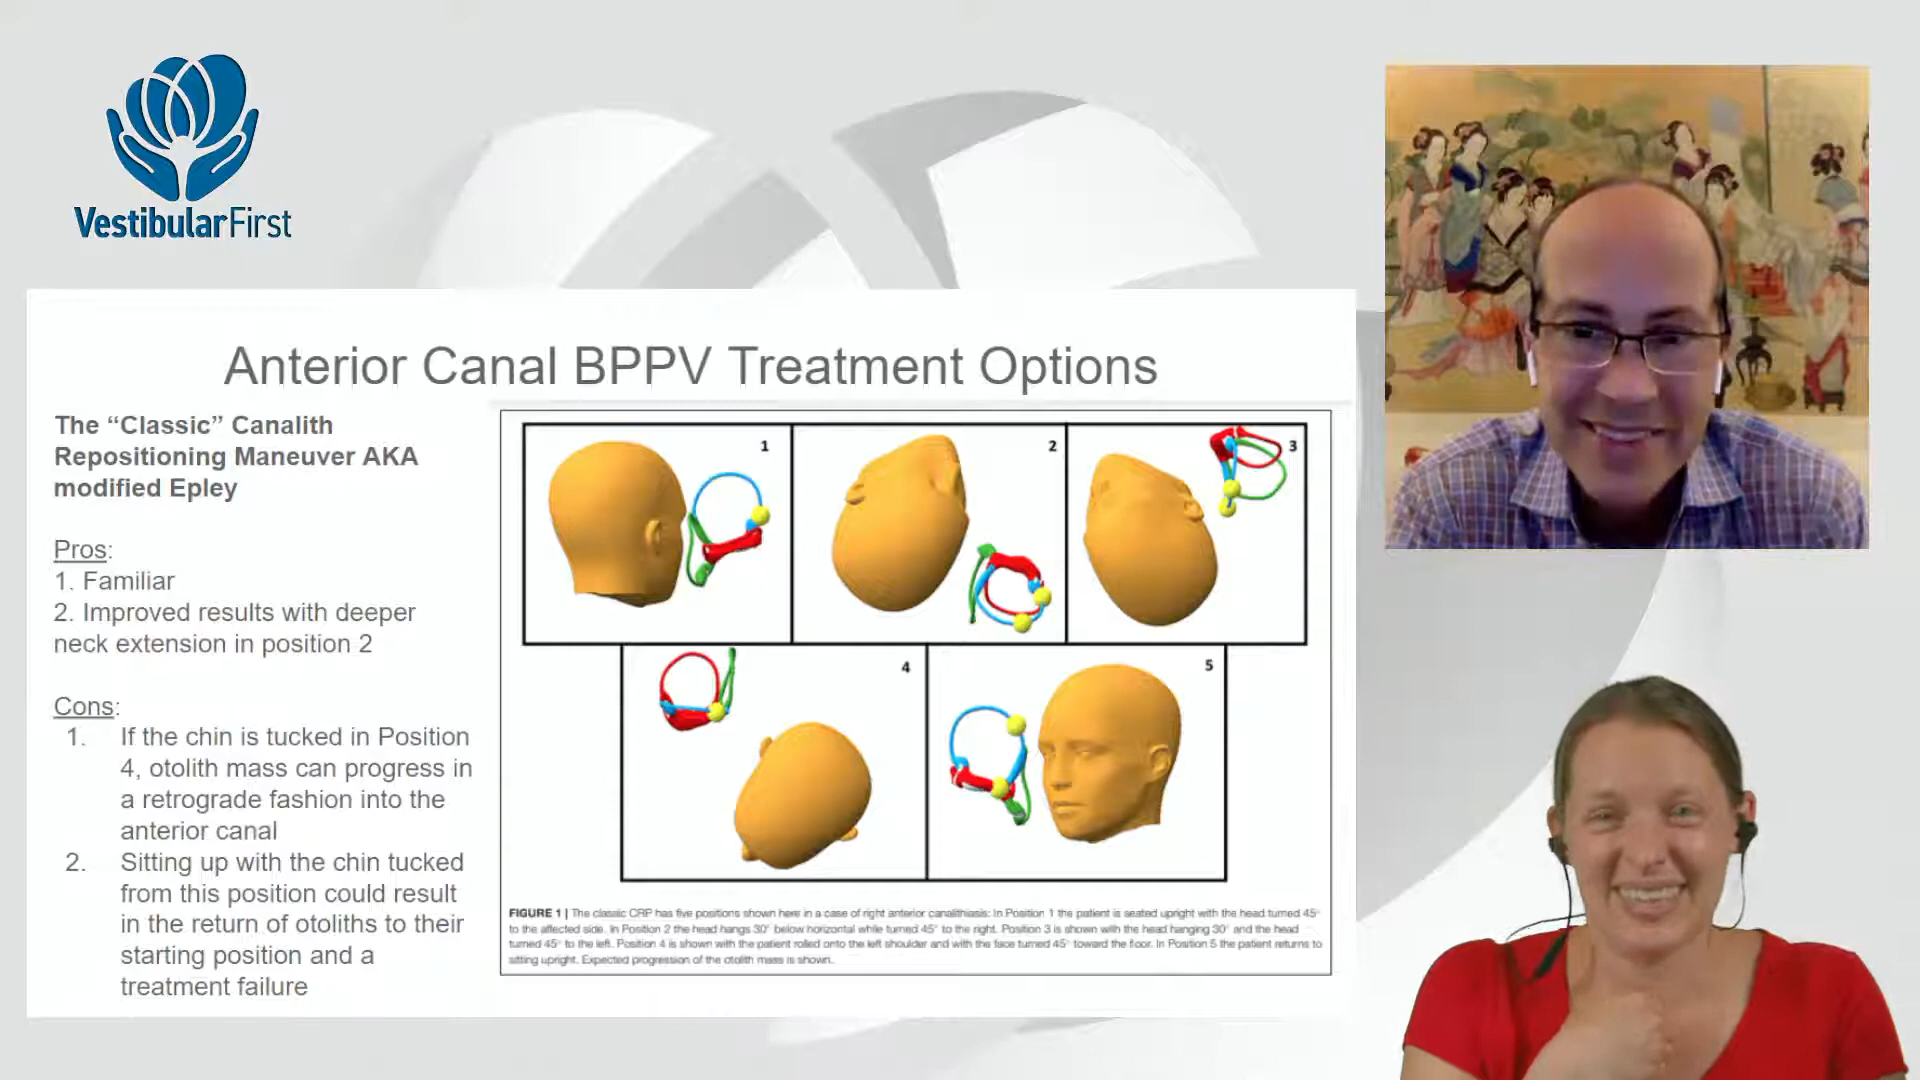 VestibularFirst
Anterior Canal BPPV Treatment Options
The “Classic” Canalith
Repositioning Maneuver AKA
modified Epley
Pros:
1. Familiar
2. Improved results with deeper
neck extension in position 2
Cons:
1. If the chin is tucked in Position
4, otolith mass can progress in
a retrograde fashion into the
anterior canal
2. Sitting up with the chin tucked
from this position could result
in the return of otoliths to their
starting position and a
treatment failure
1
2
3
4
5
FIGURE 1 | The classic CRP has five positions shown here in a case of right anterior canalithiasis: In Position 1 the patient is seated upright with the head turned 45°
to the affected side. In Position 2 the head hangs 30° below horizontal while turned 45° to the right. Position 3 is shown with the head hanging 30° and the head
turned 45° to the left. Position 4 is shown with the patient rolled onto the left shoulder and with the face turned 45° toward the floor. In Position 5 the patient returns to
sitting upright. Expected progression of the otolith mass is shown.